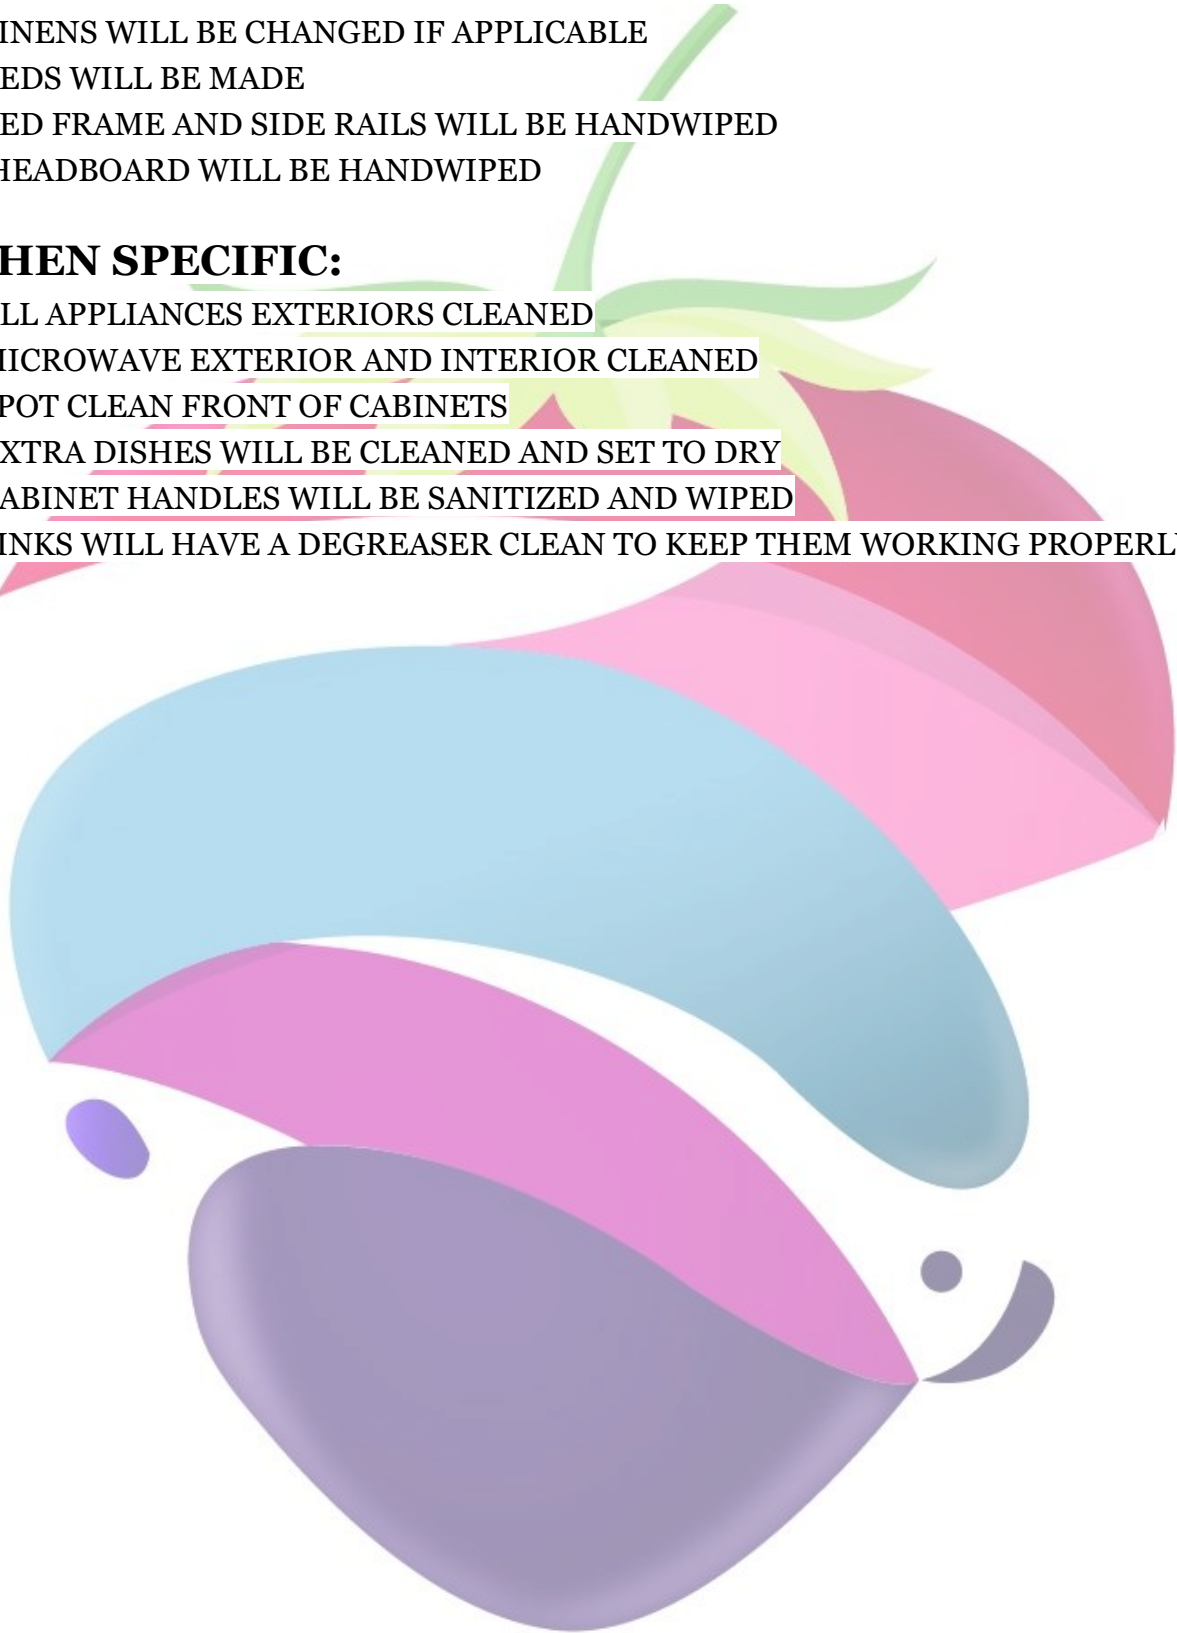 INENS WILL BE CHANGED IF APPLICABLE
EDS WILL BE MADE
ED FRAME AND SIDE RAILS WILL BE HANDWIPED
HEADBOARD WILL BE HANDWIPED
HEN SPECIFIC:
LL APPLIANCES EXTERIORS CLEANED
MICROWAVE EXTERIOR AND INTERIOR CLEANED
POT CLEAN FRONT OF CABINETS
XTRA DISHES WILL BE CLEANED AND SET TO DRY
ABINET HANDLES WILL BE SANITIZED AND WIPED
INKS WILL HAVE A DEGREASER CLEAN TO KEEP THEM WORKING PROPERLY